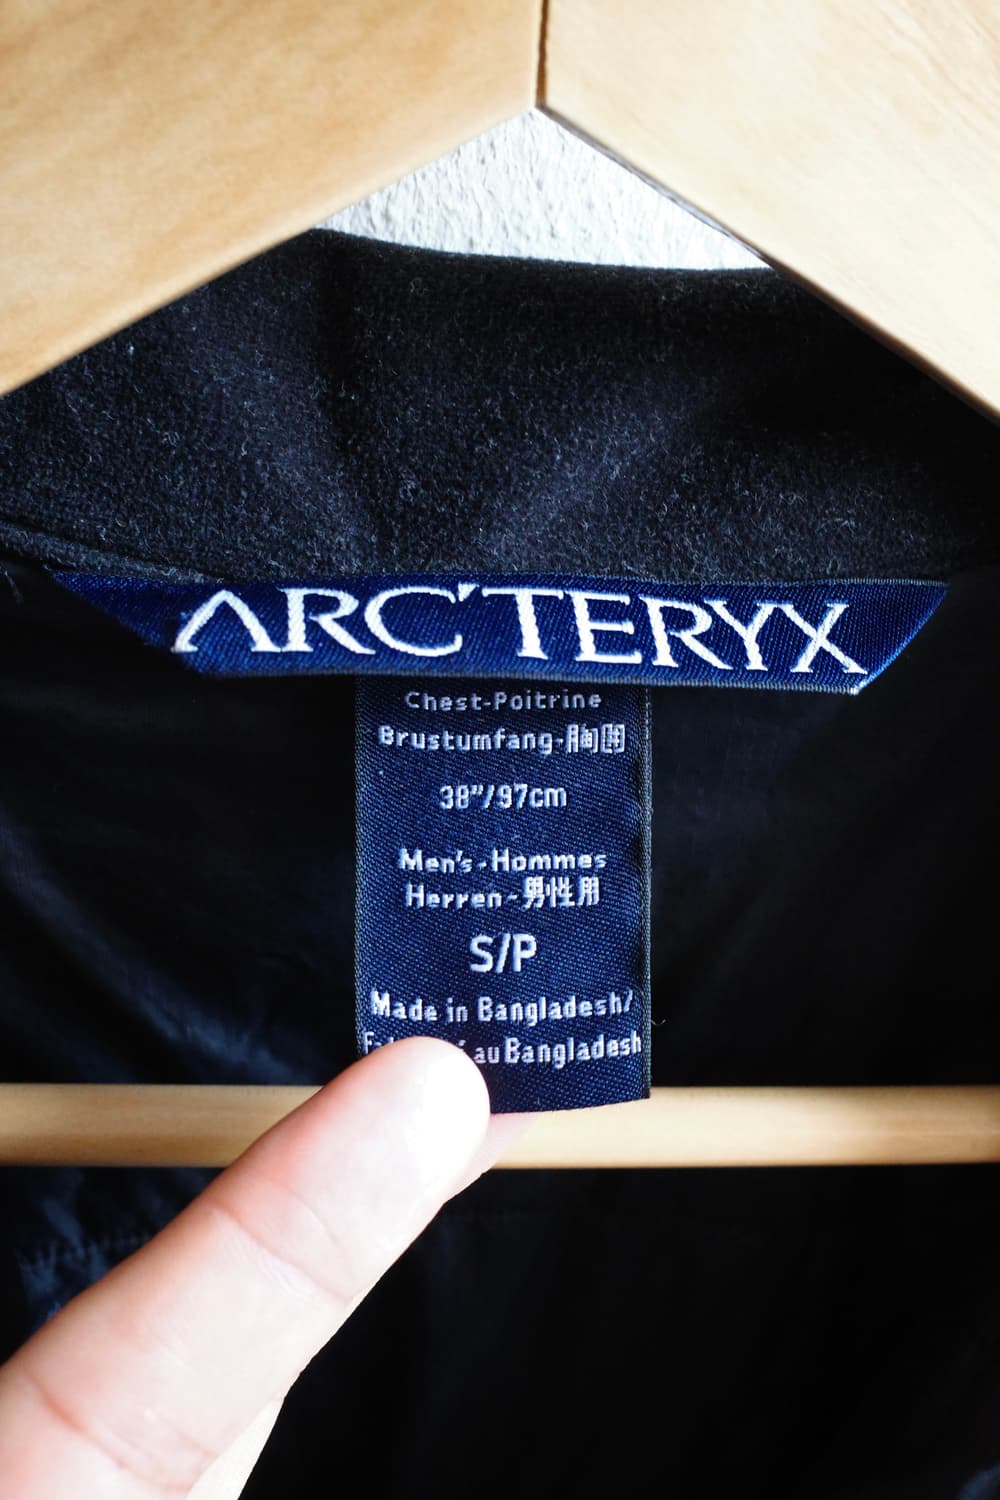 ARC'TERYX
Chest-Poitrine
Brustumfang-胸囲
38"/97cm
Men's-Hommes
Herren-男性用
S/P
Made in Bangladesh/
au Bangladesh